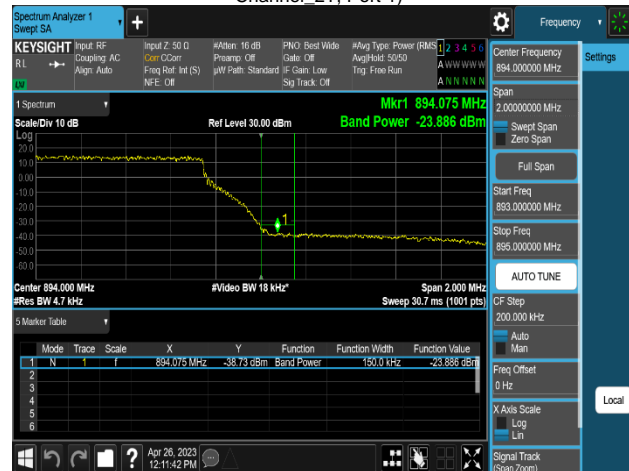 Channel_21, Port 1)
Spectrum Analyzer 1
Swept SA
Frequency
KEYSIGHT
RL
Input: RF
Coupling: AC
Align: Auto
Input Z: 50 Ω
Corr CCorr
Freq Ref: Int (S)
NFE: Off
#Atten: 16 dB
Preamp: Off
µW Path: Standard
PNO: Best Wide
Gate: Off
IF Gain: Low
Sig Track: Off
#Avg Type: Power (RMS
Avg|Hold: 50/50
Trig: Free Run
1 2 3 4 5 6
A W W W W W
A N N N N N
1 Spectrum
Scale/Div 10 dB
Ref Level 30.00 dBm
Mkr1 894.075 MHz
Band Power -23.886 dBm
Log
20.0
10.0
0.00
-10.0
-20.0
-30.0
-40.0
-50.0
-60.0
1
Center 894.000 MHz
#Video BW 18 kHz*
Span 2.000 MHz
#Res BW 4.7 kHz
Sweep 30.7 ms (1001 pts)
5 Marker Table
Mode Trace Scale X Y Function Function Width Function Value
1 N 1 f 894.075 MHz -38.73 dBm Band Power 150.0 kHz -23.886 dBm
2
3
4
5
6
Apr 26, 2023
12:11:42 PM
Center Frequency
894.000000 MHz
Settings
Span
2.00000000 MHz
Swept Span
Zero Span
Full Span
Start Freq
893.000000 MHz
Stop Freq
895.000000 MHz
AUTO TUNE
CF Step
200.000 kHz
Auto
Man
Freq Offset
0 Hz
X Axis Scale
Log
Lin
Local
Signal Track
(Span Zoom)